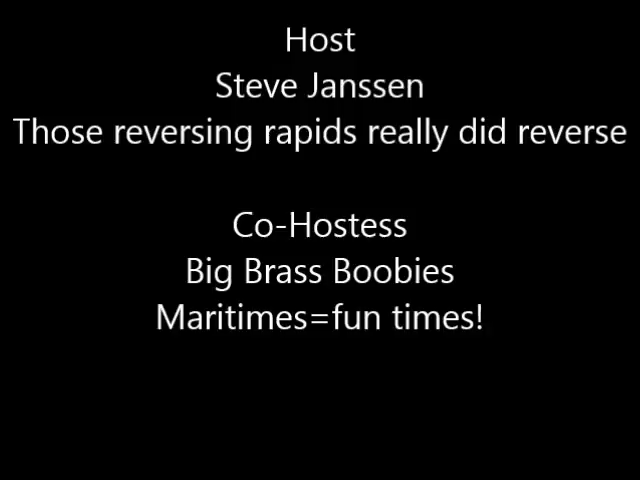 Host
Steve Janssen
Those reversing rapids really did reverse
Co-Hostess
Big Brass Boobies
Maritimes=fun times!